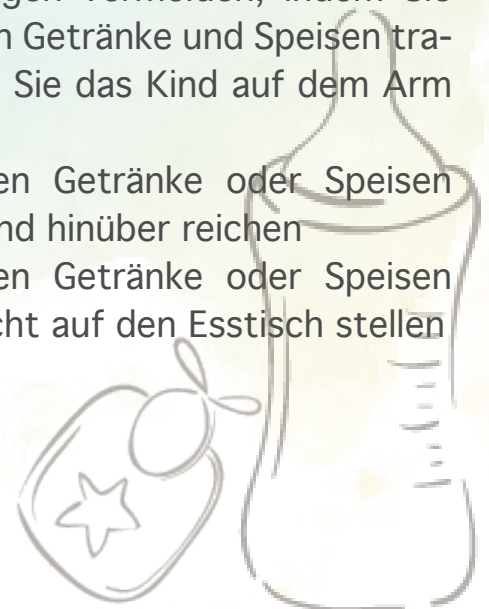 vermeiden, indem Sie
Getränke und Speisen tra-
Sie das Kind auf dem Arm
en Getränke oder Speisen
nd hinüber reichen
en Getränke oder Speisen
cht auf den Esstisch stellen